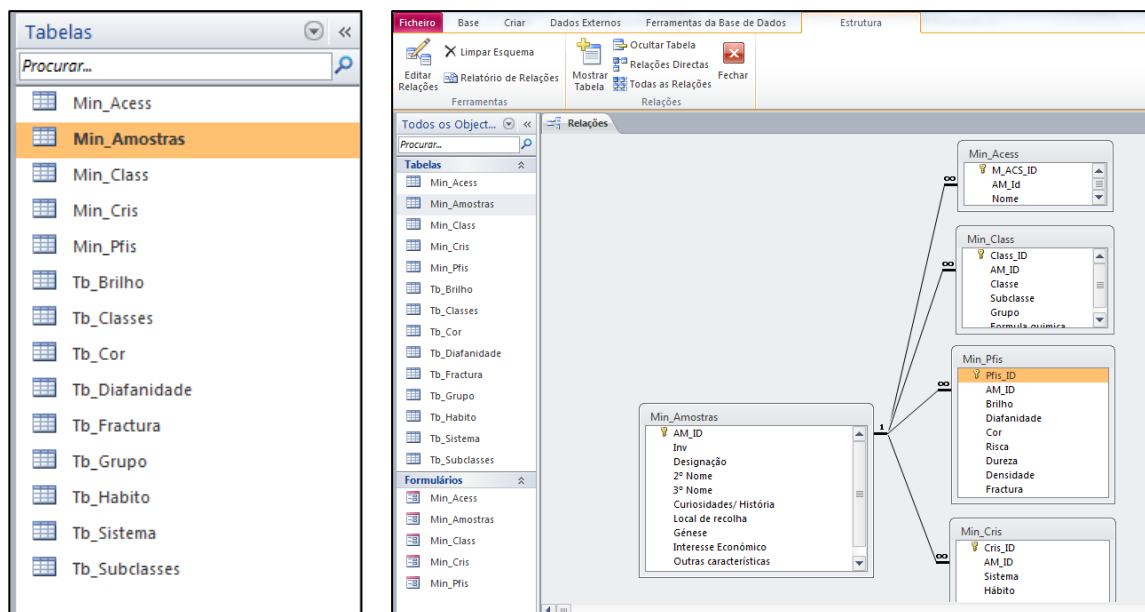 Tabelas
Procurar...
Min_Acess
Min_Amostras
Min_Class
Min_Cris
Min_Pfis
Tb_Brilho
Tb_Classes
Tb_Cor
Tb_Diafanidade
Tb_Fractura
Tb_Grupo
Tb_Habito
Tb_Sistema
Tb_Subclasses
Ficheiro Base Criar Dados Externos Ferramentas da Base de Dados Estrutura
Editar Relações
Limpar Esquema
Relatório de Relações
Ferramentas
Mostrar Tabela
Ocultar Tabela
Relações Directas
Todas as Relações
Fechar
Relações
Todos os Object...
Procurar...
Tabelas
Min_Acess
Min_Amostras
Min_Class
Min_Cris
Min_Pfis
Tb_Brilho
Tb_Classes
Tb_Cor
Tb_Diafanidade
Tb_Fractura
Tb_Grupo
Tb_Habito
Tb_Sistema
Tb_Subclasses
Formulários
Min_Acess
Min_Amostras
Min_Class
Min_Cris
Min_Pfis
Relações
Min_Amostras
AM_ID
Inv
Designação
2º Nome
3º Nome
Curiosidades/ História
Local de recolha
Génese
Interesse Económico
Outras características
1
∞
Min_Acess
M_ACS_ID
AM_Id
Nome
∞
Min_Class
Class_ID
AM_ID
Classe
Subclasse
Grupo
Formula quimica
∞
Min_Pfis
Pfis_ID
AM_ID
Brilho
Diafanidade
Cor
Risca
Dureza
Densidade
Fractura
∞
Min_Cris
Cris_ID
AM_ID
Sistema
Hábito